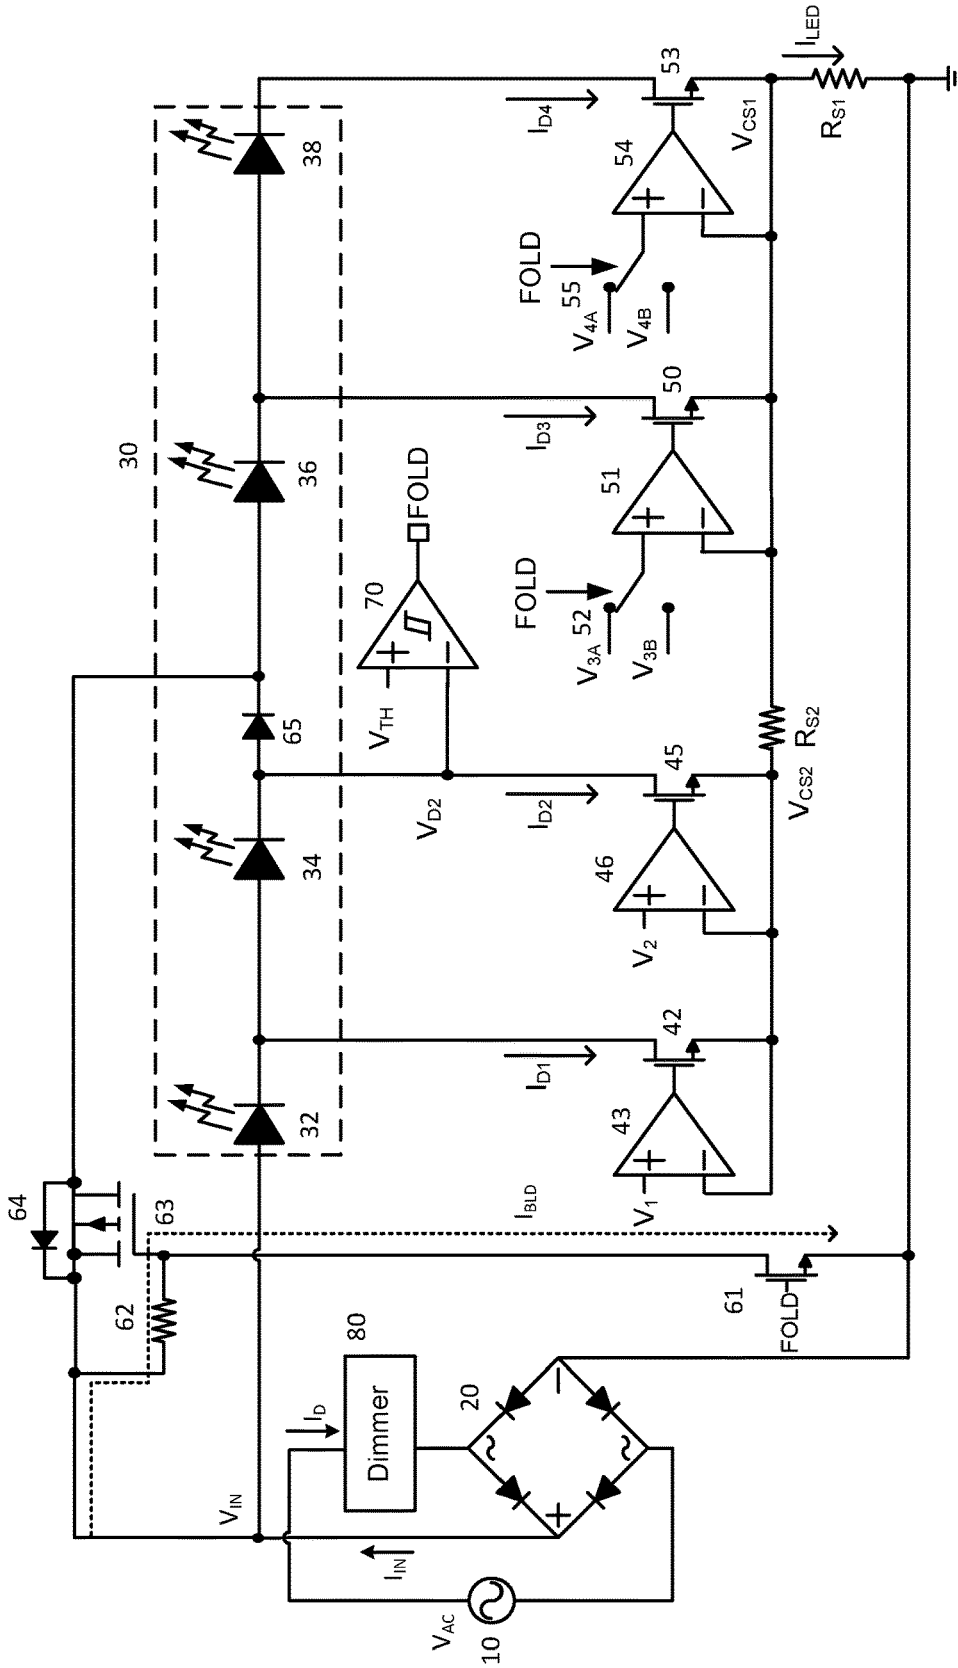 30
38
36
34
32
65
64
63
62
FOLD
70
V_TH
V_D2
I_D4
53
54
FOLD
55
V_4A
V_4B
V_CS1
I_LED
R_S1
I_D3
50
51
FOLD
52
V_3A
V_3B
R_S2
I_D2
45
46
V_2
V_CS2
I_D1
42
43
V_1
I_BLD
61
FOLD
80
Dimmer
I_D
20
~
~
+
−
V_IN
I_IN
V_AC
10